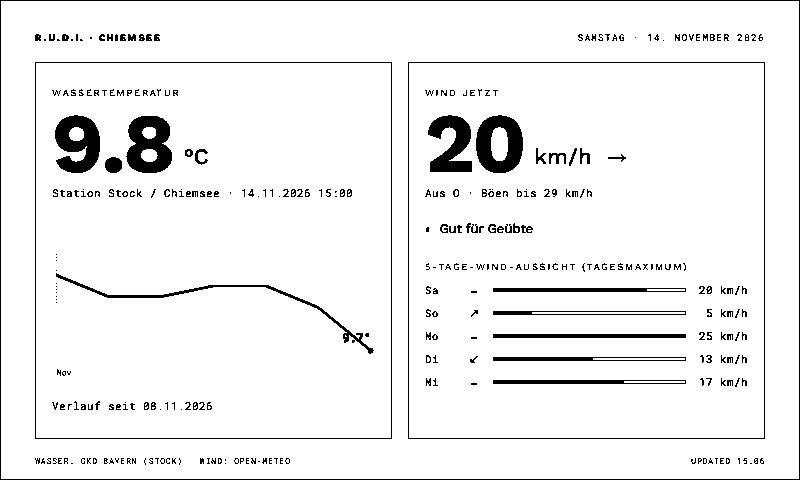 R.U.D.I. · CHIEMSEE
SAMSTAG · 14. NOVEMBER 2026
WASSERTEMPERATUR
9.8 °C
Station Stock / Chiemsee · 14.11.2026 15:00
9.7°
Nov
Verlauf seit 08.11.2026
WIND JETZT
20 km/h →
Aus O · Böen bis 29 km/h
Gut für Geübte
5-TAGE-WIND-AUSSICHT (TAGESMAXIMUM)
Sa – 20 km/h
So ↗ 5 km/h
Mo – 25 km/h
Di ↙ 13 km/h
Mi – 17 km/h
WASSER: GKD BAYERN (STOCK) WIND: OPEN-METEO
UPDATED 15:06